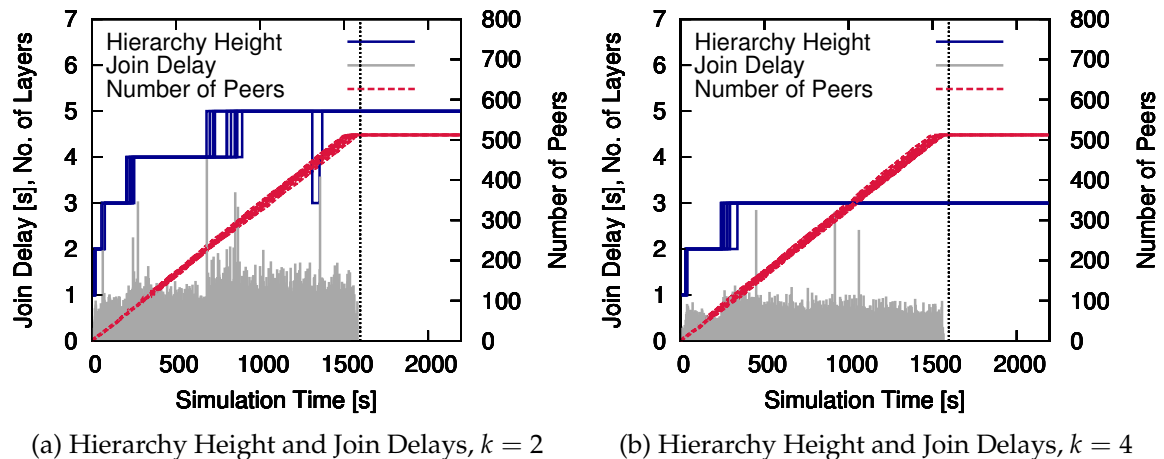 Join Delay [s], No. of Layers
7
6
5
4
3
2
1
0
Hierarchy Height
Join Delay
Number of Peers
800
700
600
500
400
300
200
100
0
Number of Peers
0 500 1000 1500 2000
Simulation Time [s]
(a) Hierarchy Height and Join Delays, k = 2
Join Delay [s], No. of Layers
7
6
5
4
3
2
1
0
Hierarchy Height
Join Delay
Number of Peers
800
700
600
500
400
300
200
100
0
Number of Peers
0 500 1000 1500 2000
Simulation Time [s]
(b) Hierarchy Height and Join Delays, k = 4